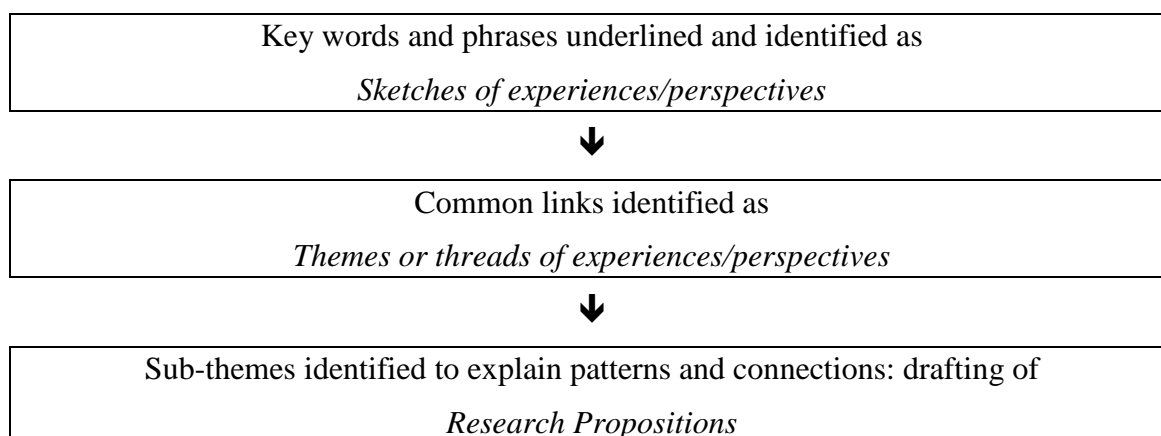 Key words and phrases underlined and identified as
Sketches of experiences/perspectives
Common links identified as
Themes or threads of experiences/perspectives
Sub-themes identified to explain patterns and connections: drafting of
Research Propositions